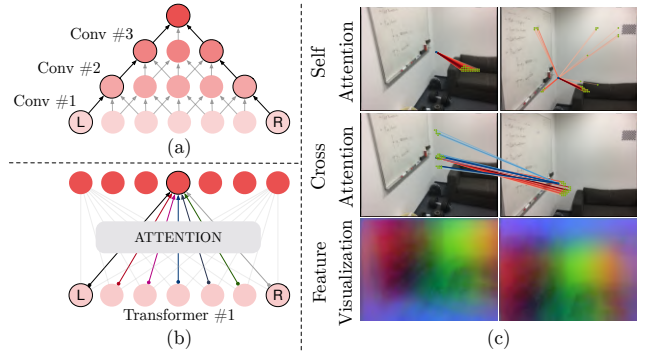 Conv #3
Conv #2
Conv #1
L
R
(a)
ATTENTION
L
R
Transformer #1
(b)
Self
Attention
Cross
Attention
Feature
Visualization
(c)